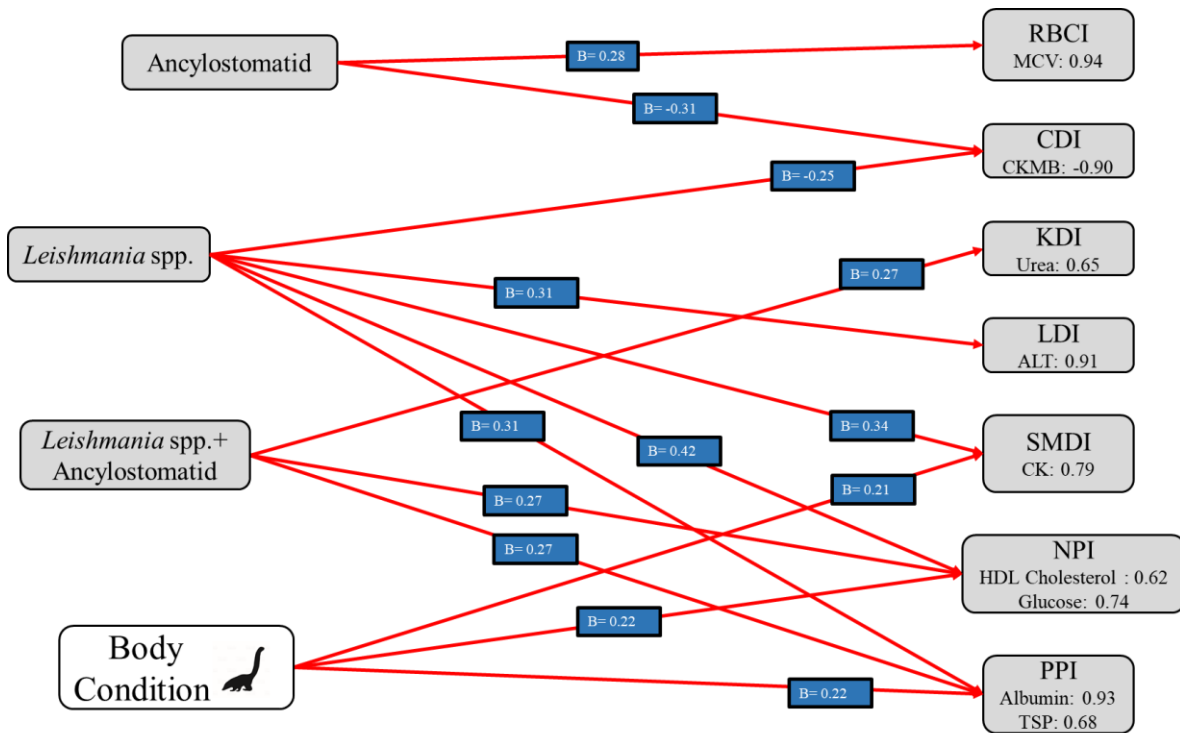 RBCI
MCV: 0.94
Ancylostomatid
B= 0.28
B= -0.31
CDI
CKMB: -0.90
B= -0.25
Leishmania spp.
KDI
Urea: 0.65
B= 0.27
B= 0.31
LDI
ALT: 0.91
Leishmania spp.+
Ancylostomatid
B= 0.31
B= 0.42
B= 0.34
SMDI
CK: 0.79
B= 0.21
B= 0.27
B= 0.27
NPI
HDL Cholesterol : 0.62
Glucose: 0.74
B= 0.22
Body
Condition
B= 0.22
PPI
Albumin: 0.93
TSP: 0.68